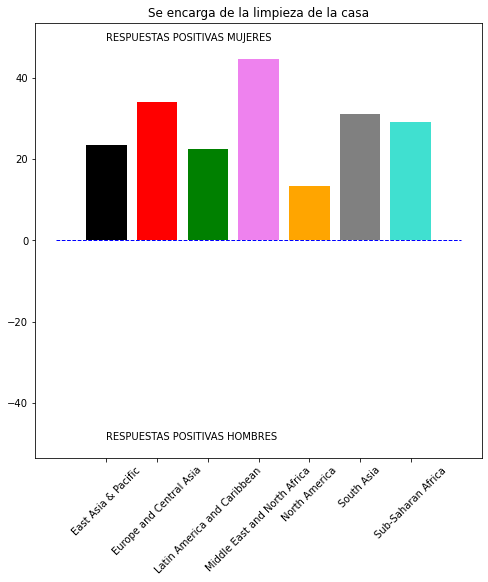 Se encarga de la limpieza de la casa
RESPUESTAS POSITIVAS MUJERES
40
20
0
−20
−40
RESPUESTAS POSITIVAS HOMBRES
East Asia & Pacific
Europe and Central Asia
Latin America and Caribbean
Middle East and North Africa
North America
South Asia
Sub-Saharan Africa